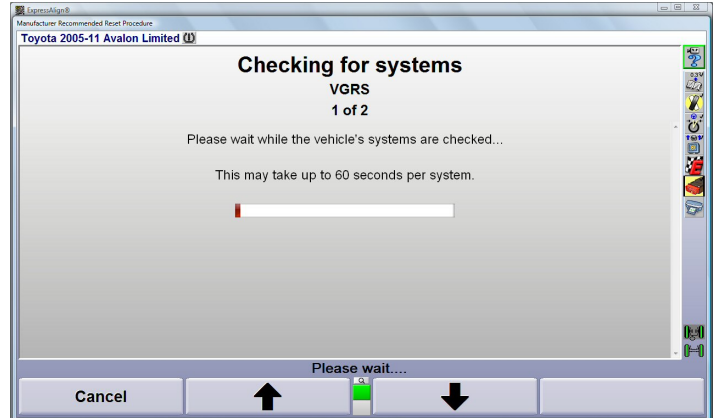 ExpressAlign®
Manufacturer Recommended Reset Procedure
Toyota 2005-11 Avalon Limited
Checking for systems
VGRS
1 of 2
Please wait while the vehicle's systems are checked...
This may take up to 60 seconds per system.
Please wait....
Cancel